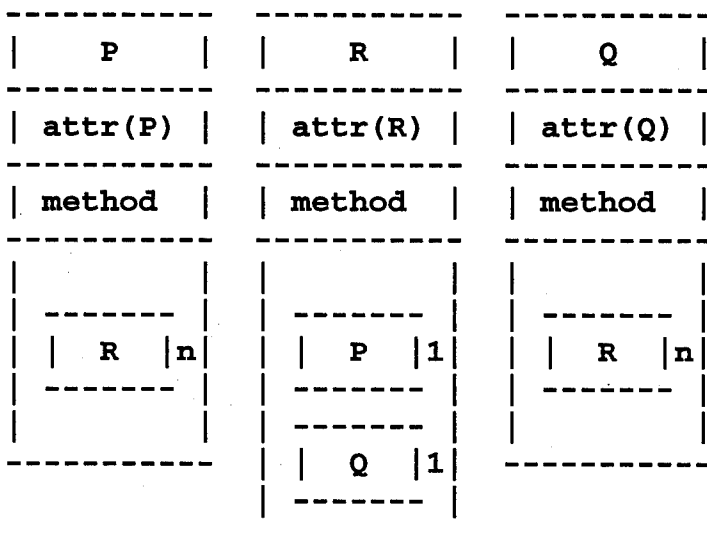 P R Q
attr(P) attr(R) attr(Q)
method method method
R n P 1 R n
Q 1